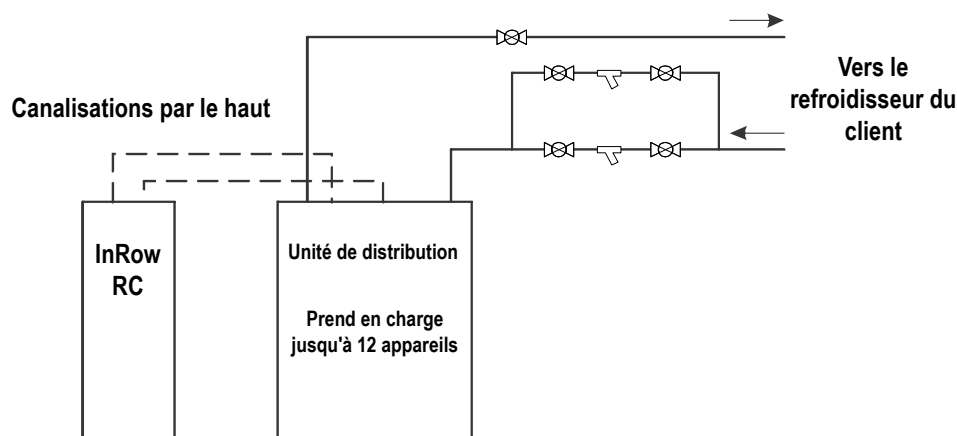 Canalisations par le haut
Vers le
refroidisseur du
client
InRow
RC
Unité de distribution
Prend en charge
jusqu'à 12 appareils